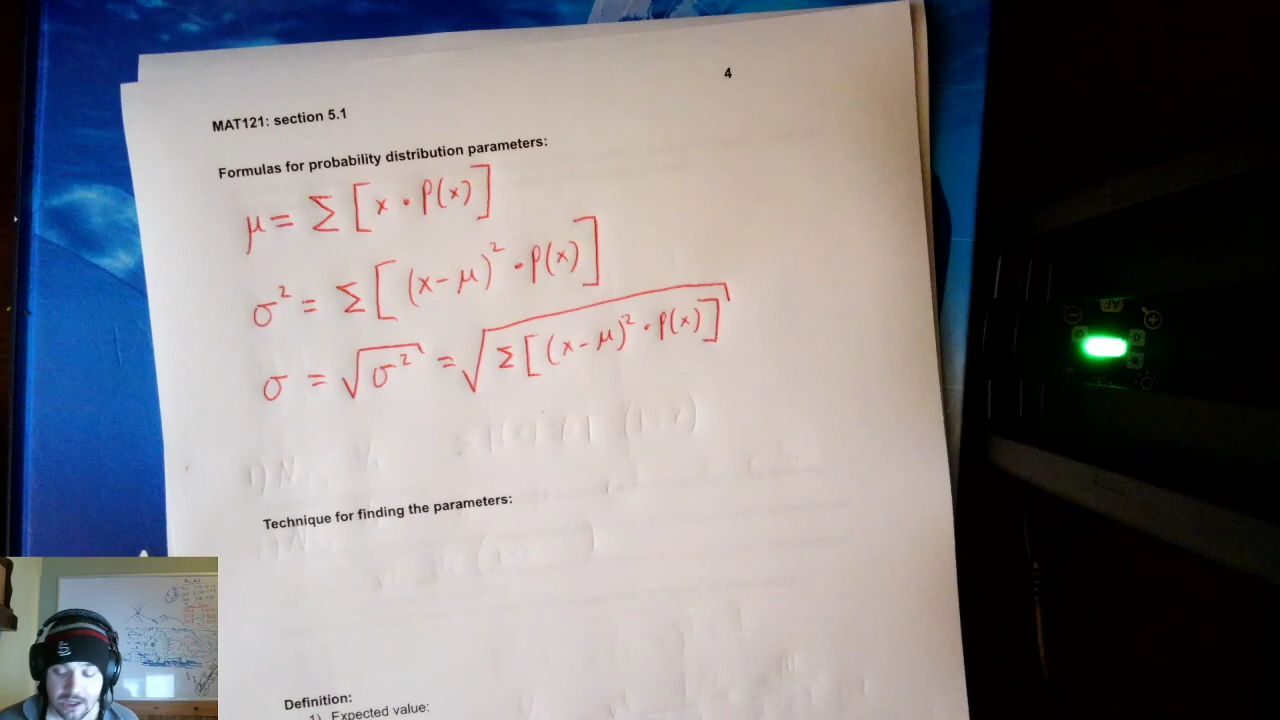 4
MAT121: section 5.1
Formulas for probability distribution parameters:
μ = Σ [x · P(x)]
σ² = Σ [(x - μ)² · P(x)]
σ = √σ² = √Σ [(x - μ)² · P(x)]
Technique for finding the parameters:
Definition:
1) Expected value: